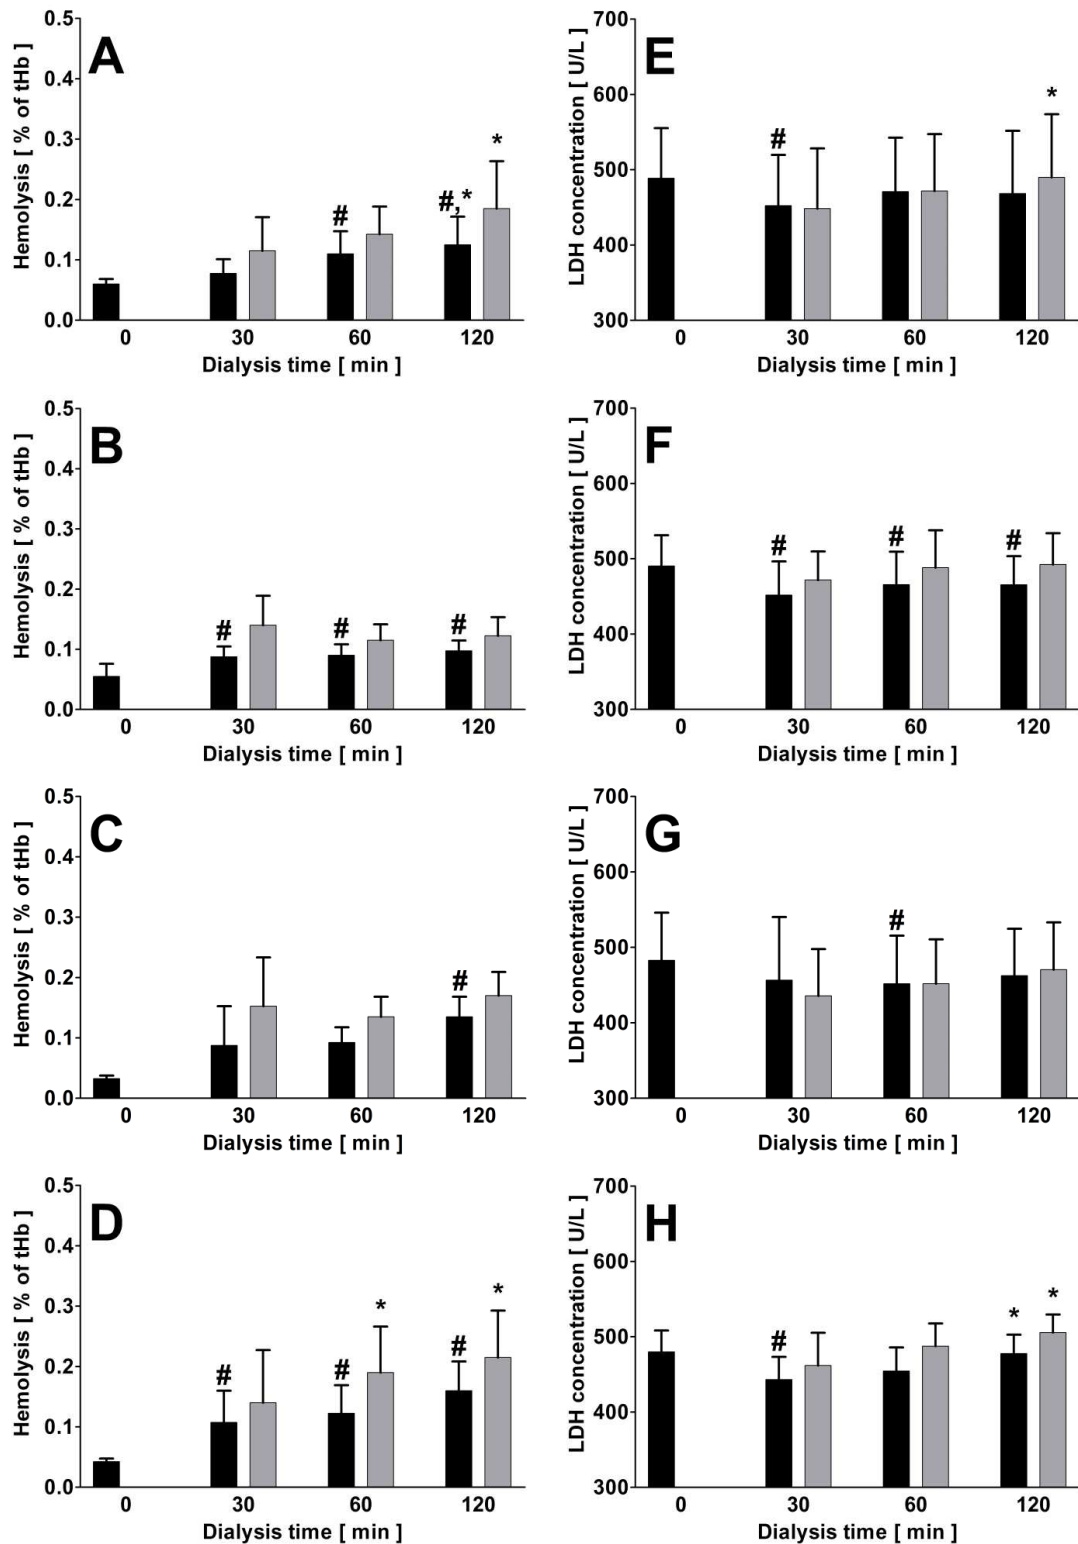 A
Hemolysis [ % of tHb ]
0.5
0.4
0.3
0.2
0.1
0.0
#
#,*
*
0 30 60 120
Dialysis time [ min ]
E
LDH concentration [ U/L ]
700
600
500
400
300
#
*
0 30 60 120
Dialysis time [ min ]
B
Hemolysis [ % of tHb ]
0.5
0.4
0.3
0.2
0.1
0.0
# # #
0 30 60 120
Dialysis time [ min ]
F
LDH concentration [ U/L ]
700
600
500
400
300
# # #
0 30 60 120
Dialysis time [ min ]
C
Hemolysis [ % of tHb ]
0.5
0.4
0.3
0.2
0.1
0.0
#
0 30 60 120
Dialysis time [ min ]
G
LDH concentration [ U/L ]
700
600
500
400
300
#
0 30 60 120
Dialysis time [ min ]
D
Hemolysis [ % of tHb ]
0.5
0.4
0.3
0.2
0.1
0.0
# # * # *
0 30 60 120
Dialysis time [ min ]
H
LDH concentration [ U/L ]
700
600
500
400
300
# * *
0 30 60 120
Dialysis time [ min ]